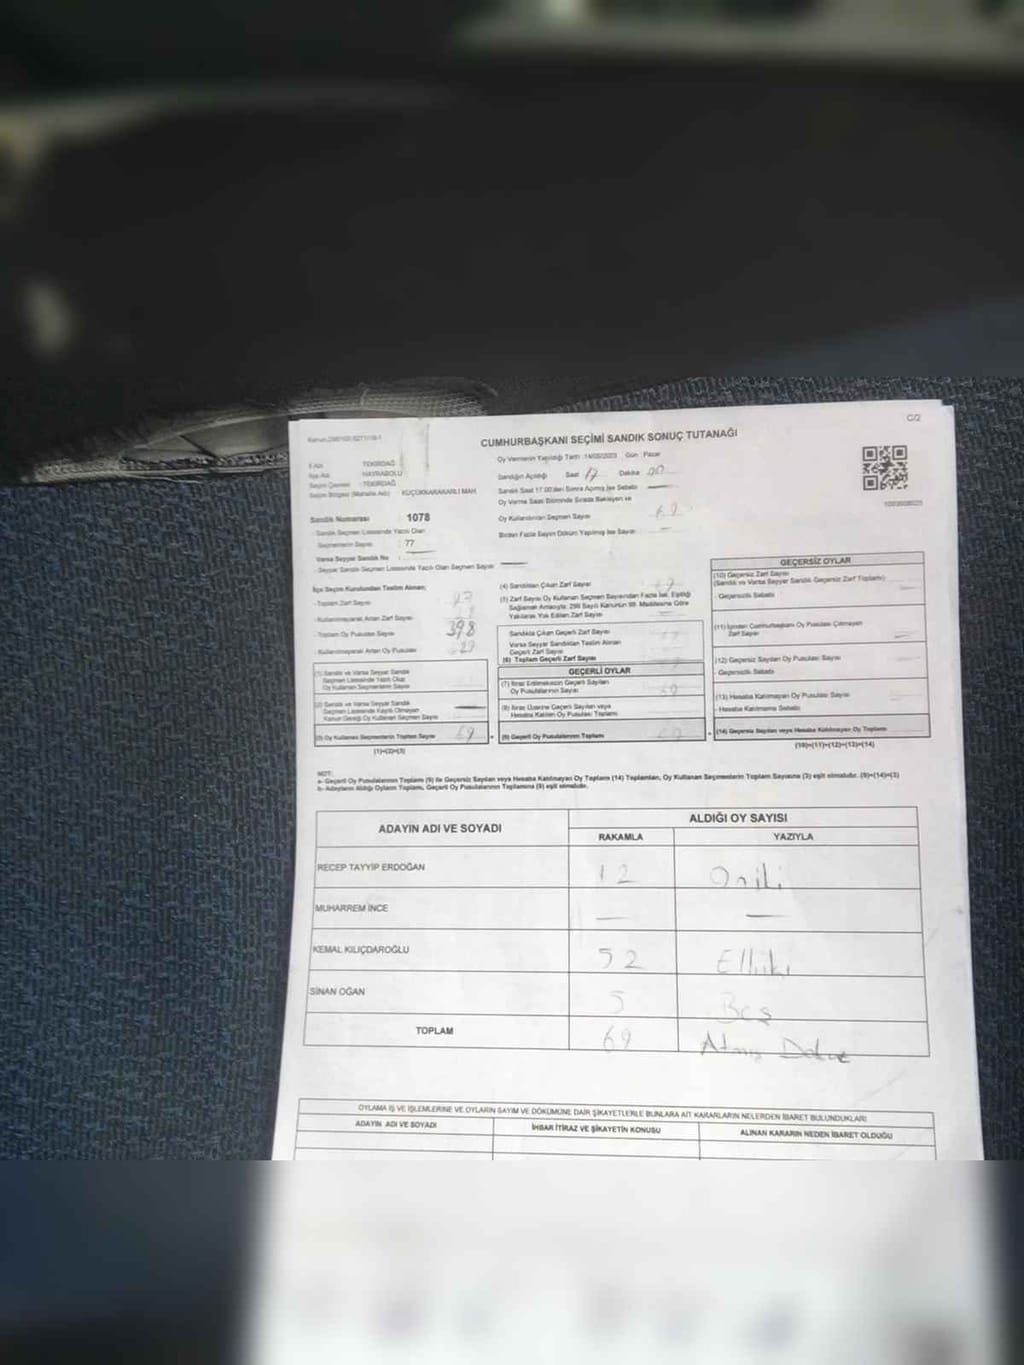 C/2
CUMHURBAŞKANI SEÇİMİ SANDIK SONUÇ TUTANAĞI
Oy Vermenin Yapıldığı Tarih : 14/05/2023 , Gün : Pazar
İl Adı : TEKİRDAĞ
İlçe Adı : HAYRABOLU
Seçim Çevresi : TEKİRDAĞ
Seçim Bölgesi (Mahalle Adı) : KÜÇÜKKARAKARLI MAH
Sandığın Açıldığı Saat 17 Dakika 00
Sandık Saat 17.00'den Sonra Açılmış İse Sebebi
Oy Verme Saati Bitiminde Sırada Bekleyen ve
Oy Kullandırılan Seçmen Sayısı 69
Birden Fazla Sayım Döküm Yapılmış İse Sayısı
Sandık Numarası : 1078
Sandık Seçmen Listesinde Yazılı Olan
Seçmenlerin Sayısı : 77
Varsa Seyyar Sandık No :
- Seyyar Sandık Seçmen Listesinde Yazılı Olan Seçmen Sayısı
İlçe Seçim Kurulundan Teslim Alınan;
- Toplam Zarf Sayısı
- Kullanılmayarak Artan Zarf Sayısı
- Toplam Oy Pusulası Sayısı 398
- Kullanılmayarak Artan Oy Pusulası
(1) Sandık ve Varsa Seyyar Sandık
Seçmen Listesinde Yazılı Olup
Oy Kullanan Seçmenlerin Sayısı
(2) Sandık ve Varsa Seyyar Sandık
Seçmen Listesinde Kayıtlı Olmayan
Kanun Gereği Oy Kullanan Seçmen Sayısı
(3) Oy Kullanan Seçmenlerin Toplam Sayısı 69
(1)+(2)=(3)
(4) Sandıktan Çıkan Zarf Sayısı 69
(5) Zarf Sayısı Oy Kullanan Seçmen Sayısından Fazla İse, Eşitliği
Sağlamak Amacıyla, 298 Sayılı Kanunun 98. Maddesine Göre
Yakılarak Yok Edilen Zarf Sayısı
Sandıkta Çıkan Geçerli Zarf Sayısı
Varsa Seyyar Sandıktan Teslim Alınan
Geçerli Zarf Sayısı
(6) Toplam Geçerli Zarf Sayısı
GEÇERLİ OYLAR
(7) İtiraz Edilmeksizin Geçerli Sayılan
Oy Pusulalarının Sayısı 69
(8) İtiraz Üzerine Geçerli Sayılan veya
Hesaba Katılan Oy Pusulası Toplamı
(9) Geçerli Oy Pusulalarının Toplamı 69
GEÇERSİZ OYLAR
(10) Geçersiz Zarf Sayısı
(Sandık ve Varsa Seyyar Sandık Geçersiz Zarf Toplamı)
- Geçersizlik Sebebi
(11) İçinden Cumhurbaşkanı Oy Pusulası Çıkmayan
Zarf Sayısı
(12) Geçersiz Sayılan Oy Pusulası Sayısı
- Geçersizlik Sebebi
(13) Hesaba Katılmayan Oy Pusulası Sayısı
- Hesaba Katılmama Sebebi
(14) Geçersiz Sayılan veya Hesaba Katılmayan Oy Toplamı
(10)+(11)+(12)+(13)=(14)
NOT:
a- Geçerli Oy Pusulalarının Toplamı (9) ile Geçersiz Sayılan veya Hesaba Katılmayan Oy Toplamı (14) Toplamları, Oy Kullanan Seçmenlerin Toplam Sayısına (3) eşit olmalıdır. (9)+(14)=(3)
b- Adayların Aldığı Oyların Toplamı, Geçerli Oy Pusulalarının Toplamına (9) eşit olmalıdır.
ADAYIN ADI VE SOYADI
ALDIĞI OY SAYISI
RAKAMLA YAZIYLA
RECEP TAYYİP ERDOĞAN 12 Oniki
MUHARREM İNCE — —
KEMAL KILIÇDAROĞLU 52 Elliiki
SİNAN OĞAN 5 Beş
TOPLAM 69 Atmış Dokuz
OYLAMA İŞ VE İŞLEMLERİNE VE OYLARIN SAYIM VE DÖKÜMÜNE DAİR ŞİKAYETLERLE BUNLARA AİT KARARLARIN NELERDEN İBARET BULUNDUKLARI
ADAYIN ADI VE SOYADI İHBAR İTİRAZ VE ŞİKAYETİN KONUSU ALINAN KARARIN NEDEN İBARET OLDUĞU